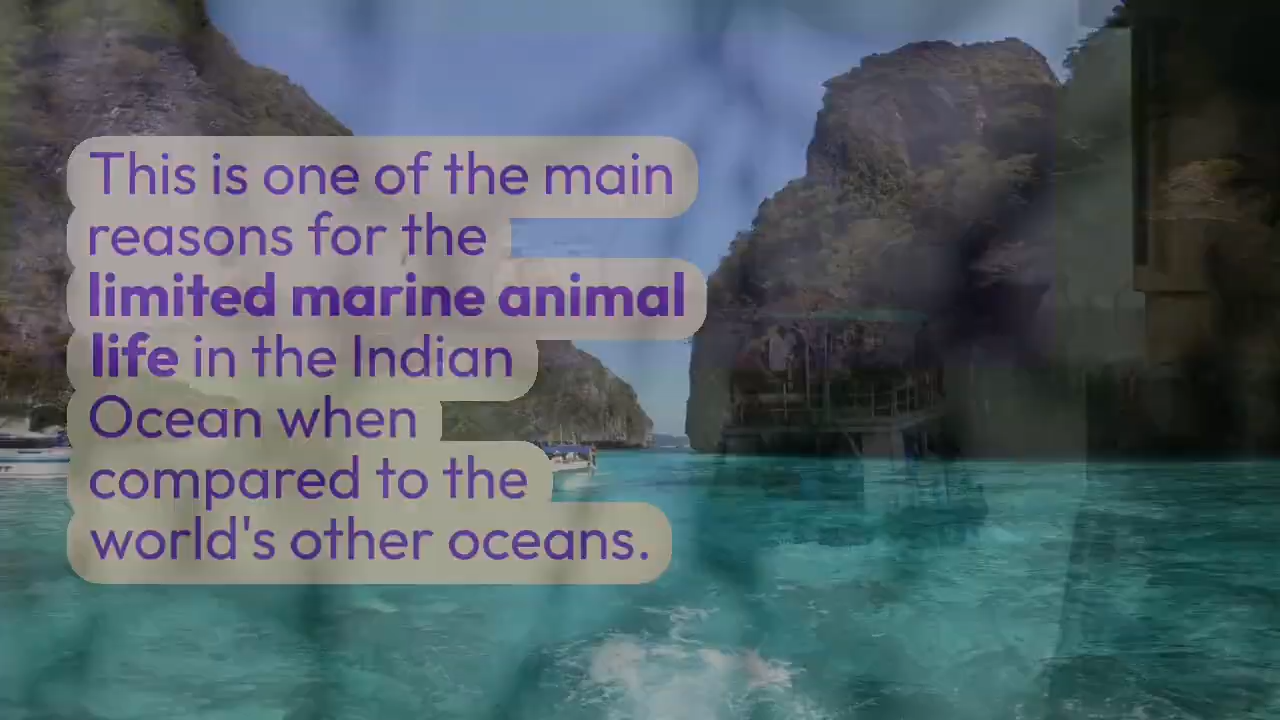 This is one of the main
reasons for the
limited marine animal
life in the Indian
Ocean when
compared to the
world's other oceans.